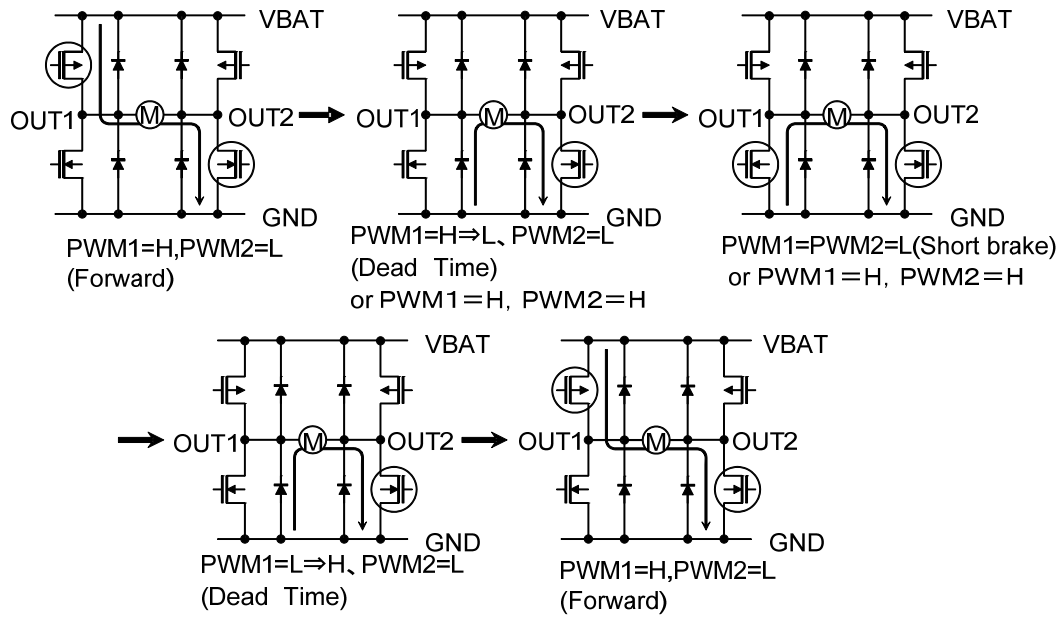 VBAT
OUT1
M
OUT2
GND
PWM1=H,PWM2=L
(Forward)
VBAT
OUT1
M
OUT2
GND
PWM1=H⇒L、PWM2=L
(Dead Time)
or PWM1=H, PWM2=H
VBAT
OUT1
M
OUT2
GND
PWM1=PWM2=L(Short brake)
or PWM1=H, PWM2=H
VBAT
OUT1
M
OUT2
GND
PWM1=L⇒H、PWM2=L
(Dead Time)
VBAT
OUT1
M
OUT2
GND
PWM1=H,PWM2=L
(Forward)